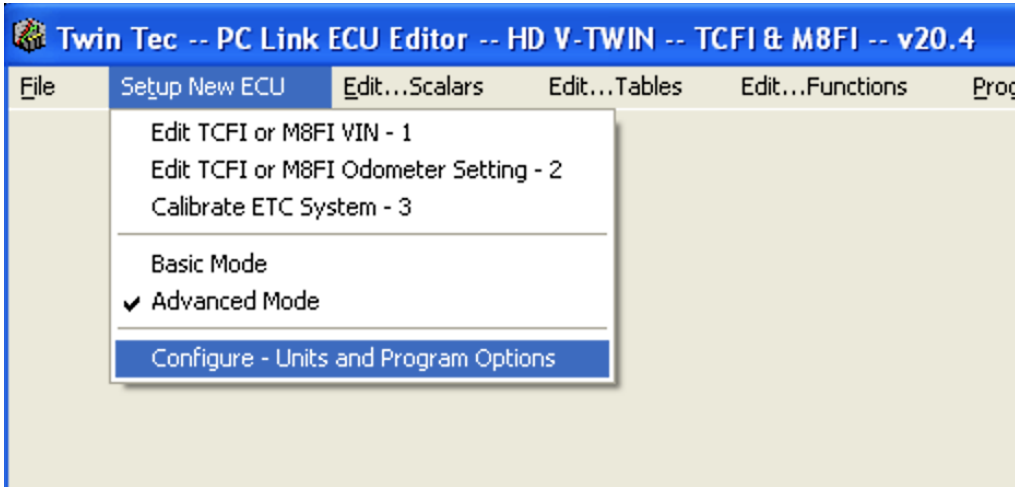 Twin Tec -- PC Link ECU Editor -- HD V-TWIN -- TCFI & M8FI -- v20.4
File Setup New ECU Edit...Scalars Edit...Tables Edit...Functions
Edit TCFI or M8FI VIN - 1
Edit TCFI or M8FI Odometer Setting - 2
Calibrate ETC System - 3
Basic Mode
Advanced Mode
Configure - Units and Program Options